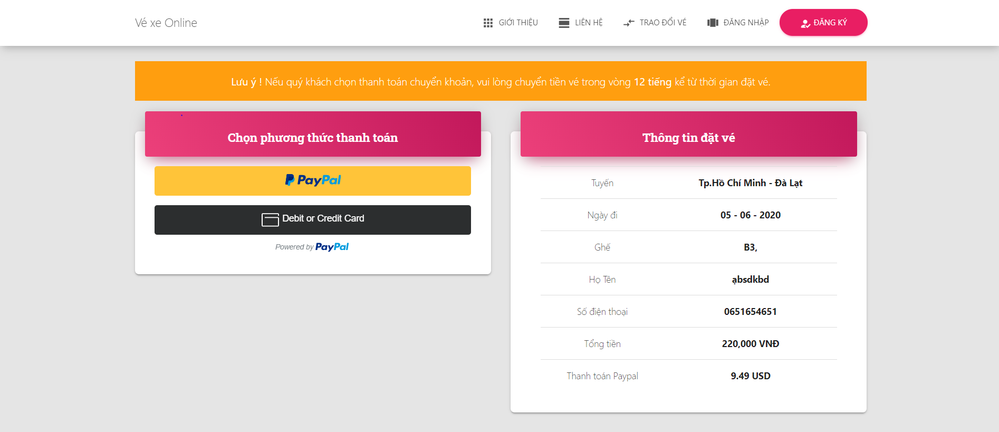 Vé xe Online
GIỚI THIỆU
LIÊN HỆ
TRAO ĐỔI VÉ
ĐĂNG NHẬP
ĐĂNG KÝ
Lưu ý ! Nếu quý khách chọn thanh toán chuyển khoản, vui lòng chuyển tiền vé trong vòng 12 tiếng kể từ thời gian đặt vé.
Chọn phương thức thanh toán
PayPal
Debit or Credit Card
Powered by PayPal
Thông tin đặt vé
Tuyến Tp.Hồ Chí Minh - Đà Lạt
Ngày đi 05 - 06 - 2020
Ghế B3,
Họ Tên ạbsdkbd
Số điện thoại 0651654651
Tổng tiền 220,000 VNĐ
Thanh toán Paypal 9.49 USD